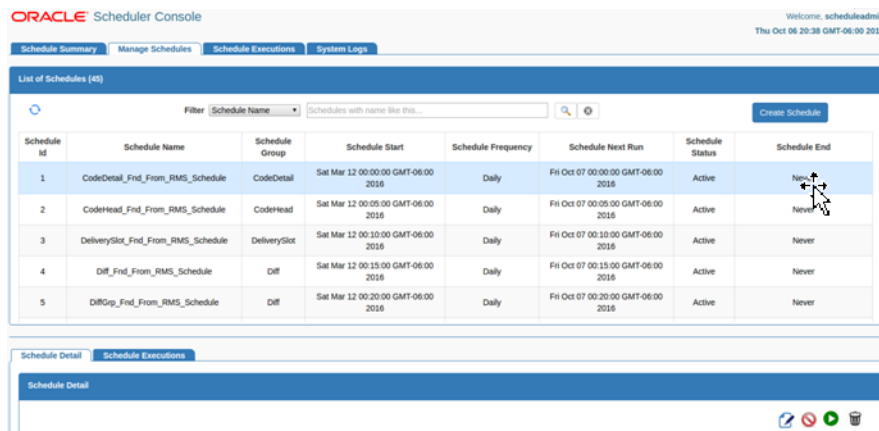 ORACLE Scheduler Console
Welcome, scheduleadmi
Thu Oct 06 20:38 GMT-06:00 201
Schedule Summary Manage Schedules Schedule Executions System Logs
List of Schedules (45)
Filter Schedule Name Schedules with name like this... Create Schedule
Schedule Id Schedule Name Schedule Group Schedule Start Schedule Frequency Schedule Next Run Schedule Status Schedule End
1 CodeDetail_Fnd_From_RMS_Schedule CodeDetail Sat Mar 12 00:00:00 GMT-06:00 2016 Daily Fri Oct 07 00:00:00 GMT-06:00 2016 Active Never
2 CodeHead_Fnd_From_RMS_Schedule CodeHead Sat Mar 12 00:05:00 GMT-06:00 2016 Daily Fri Oct 07 00:05:00 GMT-06:00 2016 Active Never
3 DeliverySlot_Fnd_From_RMS_Schedule DeliverySlot Sat Mar 12 00:10:00 GMT-06:00 2016 Daily Fri Oct 07 00:10:00 GMT-06:00 2016 Active Never
4 Diff_Fnd_From_RMS_Schedule Diff Sat Mar 12 00:15:00 GMT-06:00 2016 Daily Fri Oct 07 00:15:00 GMT-06:00 2016 Active Never
5 DiffGrp_Fnd_From_RMS_Schedule Diff Sat Mar 12 00:20:00 GMT-06:00 2016 Daily Fri Oct 07 00:20:00 GMT-06:00 2016 Active Never
Schedule Detail Schedule Executions
Schedule Detail